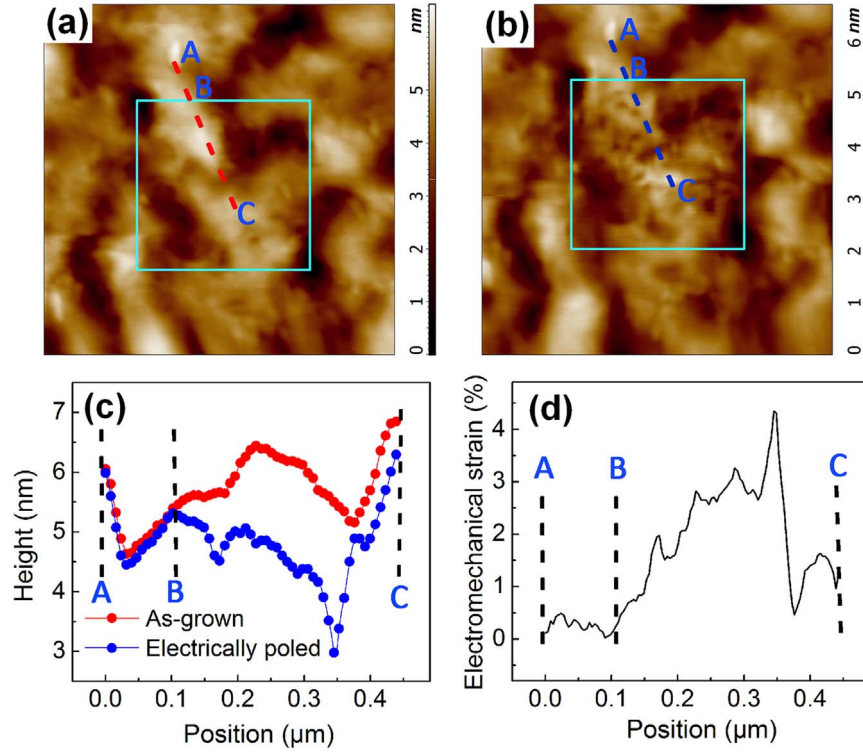 (a)
A
B
C
nm
5
4
3
2
1
0
(b)
A
B
C
6 nm
5
4
3
2
1
0
(c)
7
6
5
4
3
Height (nm)
A
B
C
As-grown
Electrically poled
0.0 0.1 0.2 0.3 0.4
Position (μm)
(d)
4
3
2
1
0
Electromechanical strain (%)
A
B
C
0.0 0.1 0.2 0.3 0.4
Position (μm)